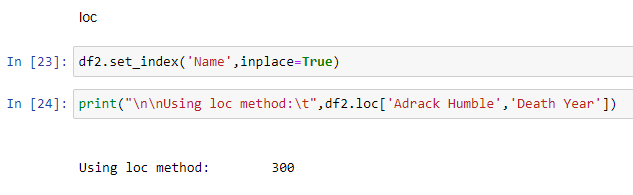 loc
In [23]: df2.set_index('Name',inplace=True)
In [24]: print("\n\nUsing loc method:\t",df2.loc['Adrack Humble','Death Year'])
Using loc method:        300